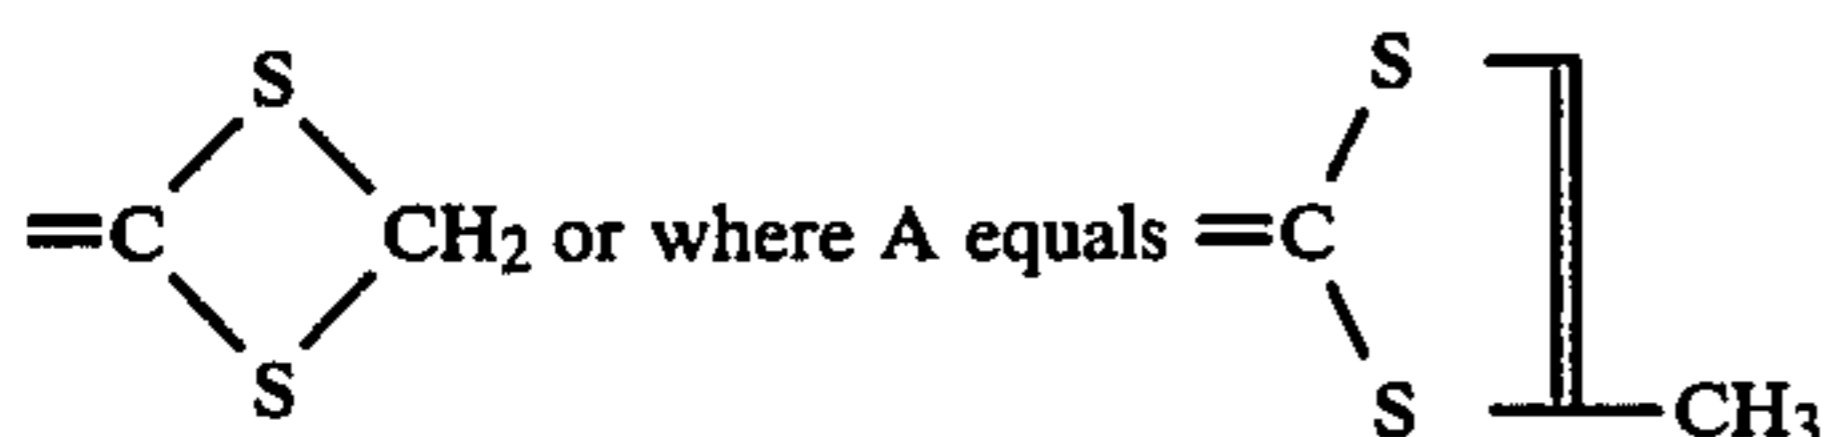 S S
=C CH₂ or where A equals =C
S S CH₃